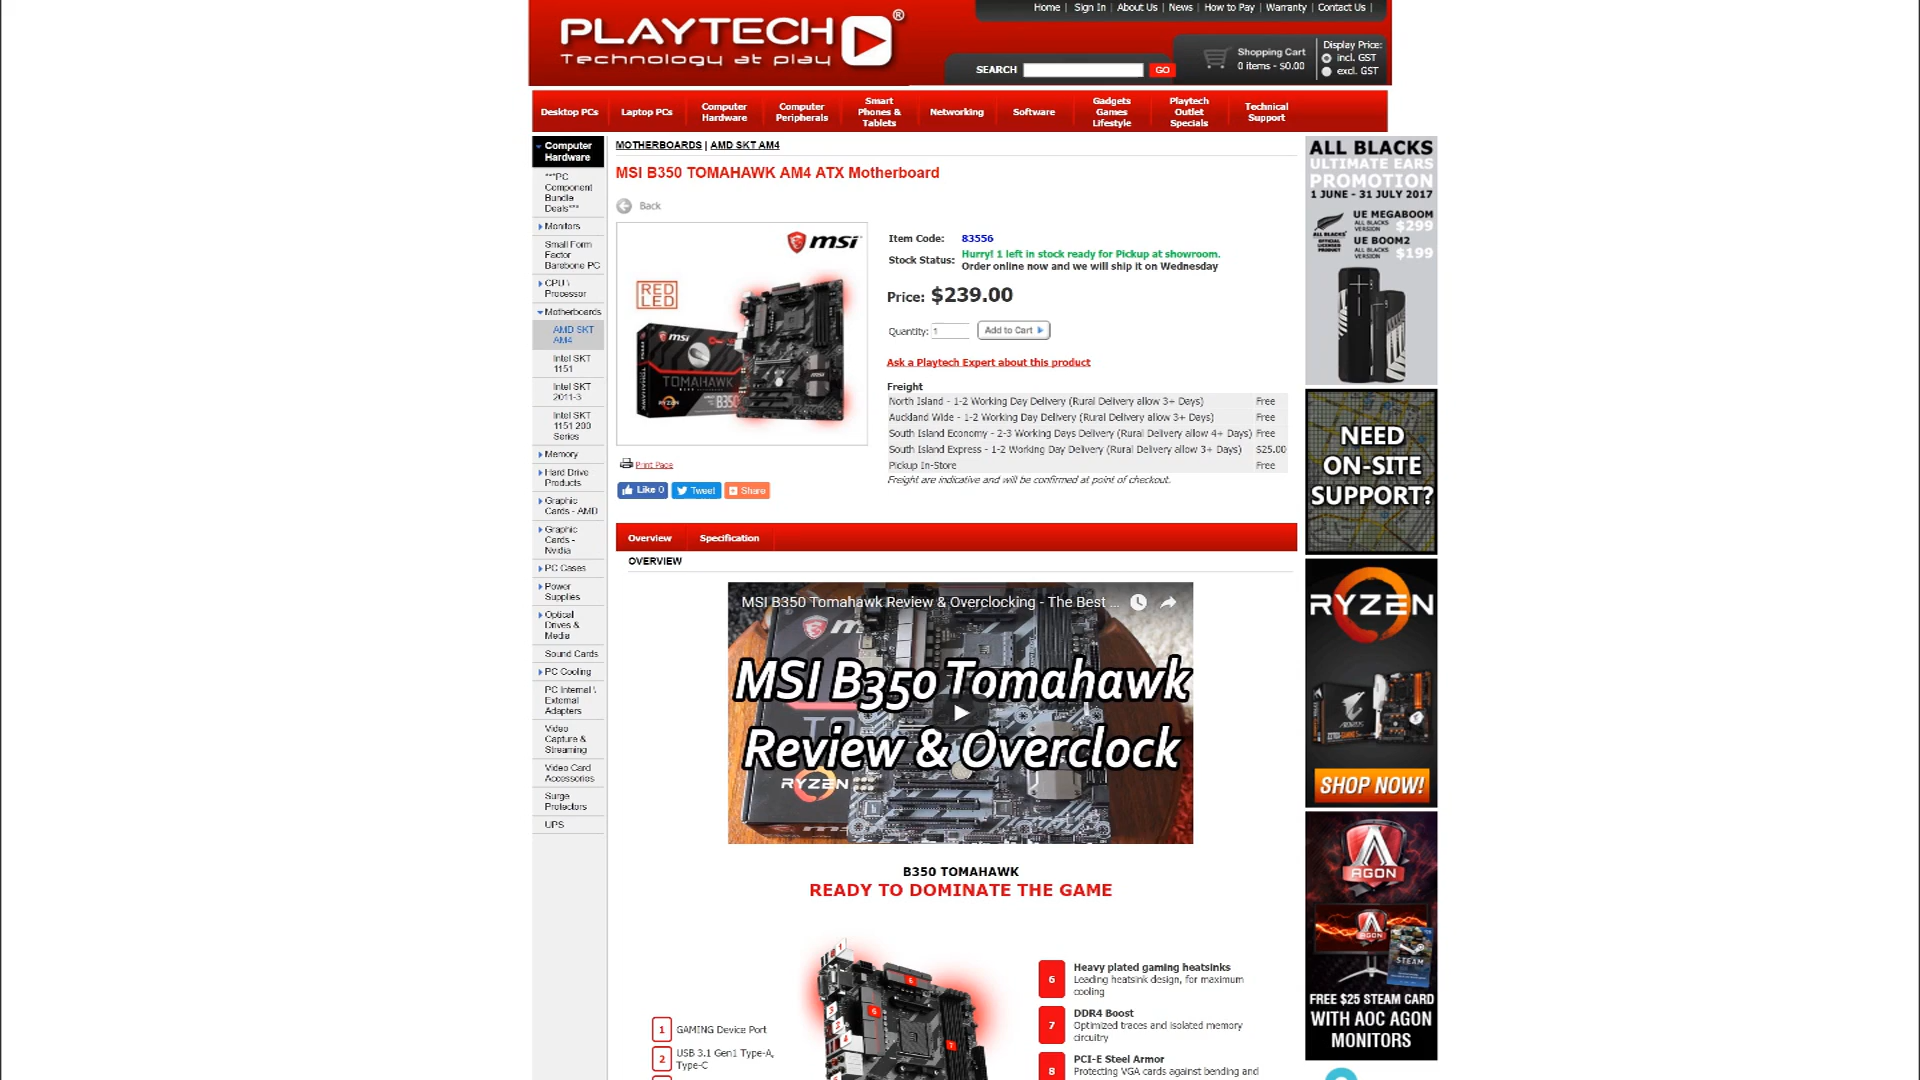 Home | Sign In | About Us | News | How to Pay | Warranty | Contact Us |
PLAYTECH®
Technology at play
SEARCH GO
Shopping Cart
0 items - $0.00
Display Price:
incl. GST
excl. GST
Desktop PCs
Laptop PCs
Computer Hardware
Computer Peripherals
Smart Phones & Tablets
Networking
Software
Gadgets Games Lifestyle
Playtech Outlet Specials
Technical Support
Computer Hardware
***PC Component Bundle Deals***
Monitors
Small Form Factor Barebone PC
CPU \ Processor
Motherboards
AMD SKT AM4
Intel SKT 1151
Intel SKT 2011-3
Intel SKT 1151 200 Series
Memory
Hard Drive Products
Graphic Cards - AMD
Graphic Cards - Nvidia
PC Cases
Power Supplies
Optical Drives & Media
Sound Cards
PC Cooling
PC Internal \ External Adapters
Video Capture & Streaming
Video Card Accessories
Surge Protectors
UPS
MOTHERBOARDS | AMD SKT AM4
MSI B350 TOMAHAWK AM4 ATX Motherboard
Back
msi
RED LED
msi
TOMAHAWK
RYZEN
B350
Print Page
Like 0
Tweet
Share
Item Code: 83556
Stock Status: Hurry! 1 left in stock ready for Pickup at showroom.
Order online now and we will ship it on Wednesday
Price: $239.00
Quantity: 1 Add to Cart
Ask a Playtech Expert about this product
Freight
North Island - 1-2 Working Day Delivery (Rural Delivery allow 3+ Days) Free
Auckland Wide - 1-2 Working Day Delivery (Rural Delivery allow 3+ Days) Free
South Island Economy - 2-3 Working Days Delivery (Rural Delivery allow 4+ Days) Free
South Island Express - 1-2 Working Day Delivery (Rural Delivery allow 3+ Days) $25.00
Pickup In-Store Free
Freight are indicative and will be confirmed at point of checkout.
Overview
Specification
OVERVIEW
MSI B350 Tomahawk Review & Overclocking - The Best ...
MSI B350 Tomahawk
Review & Overclock
RYZEN
B350 TOMAHAWK
READY TO DOMINATE THE GAME
1 GAMING Device Port
2 USB 3.1 Gen1 Type-A, Type-C
6 Heavy plated gaming heatsinks
Leading heatsink design, for maximum cooling
7 DDR4 Boost
Optimized traces and isolated memory circuitry
8 PCI-E Steel Armor
Protecting VGA cards against bending and
ALL BLACKS
ULTIMATE EARS
PROMOTION
1 JUNE - 31 JULY 2017
UE MEGABOOM
ALL BLACKS VERSION $299
UE BOOM2
ALL BLACKS VERSION $199
NEED
ON-SITE
SUPPORT?
RYZEN
SHOP NOW!
AGON
AGON
STEAM
FREE $25 STEAM CARD
WITH AOC AGON
MONITORS